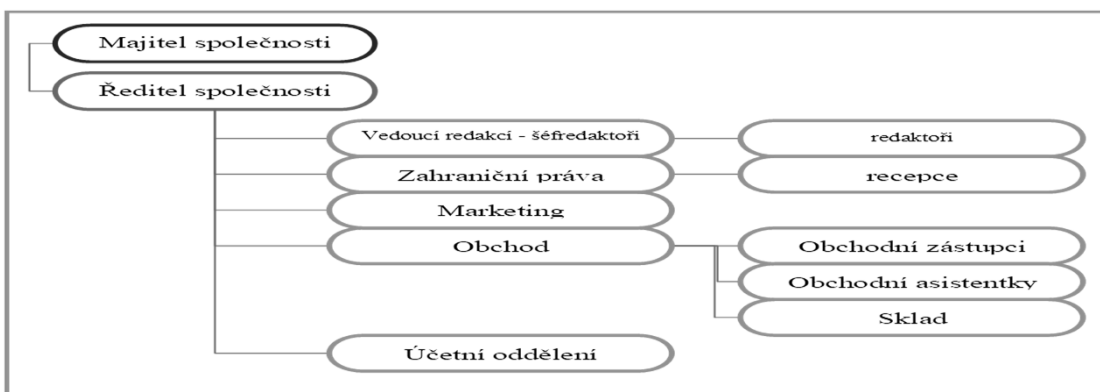 Majitel společnosti
Ředitel společnosti
Vedoucí redakcí - šéfredaktoři
redaktoři
Zahraniční práva
recepce
Marketing
Obchod
Obchodní zástupci
Obchodní asistentky
Sklad
Účetní oddělení